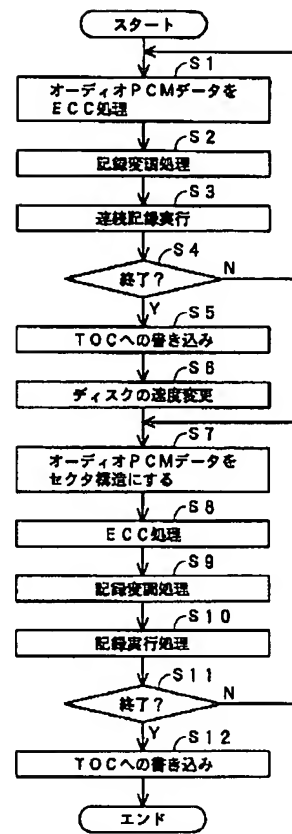 スタート
S1
オーディオPCMデータを
ECC処理
S2
記録変調処理
S3
連続記録実行
S4
終了? N
Y
S5
TOCへの書き込み
S6
ディスクの速度変更
S7
オーディオPCMデータを
セクタ構造にする
S8
ECC処理
S9
記録変調処理
S10
記録実行処理
S11
終了? N
Y
S12
TOCへの書き込み
エンド